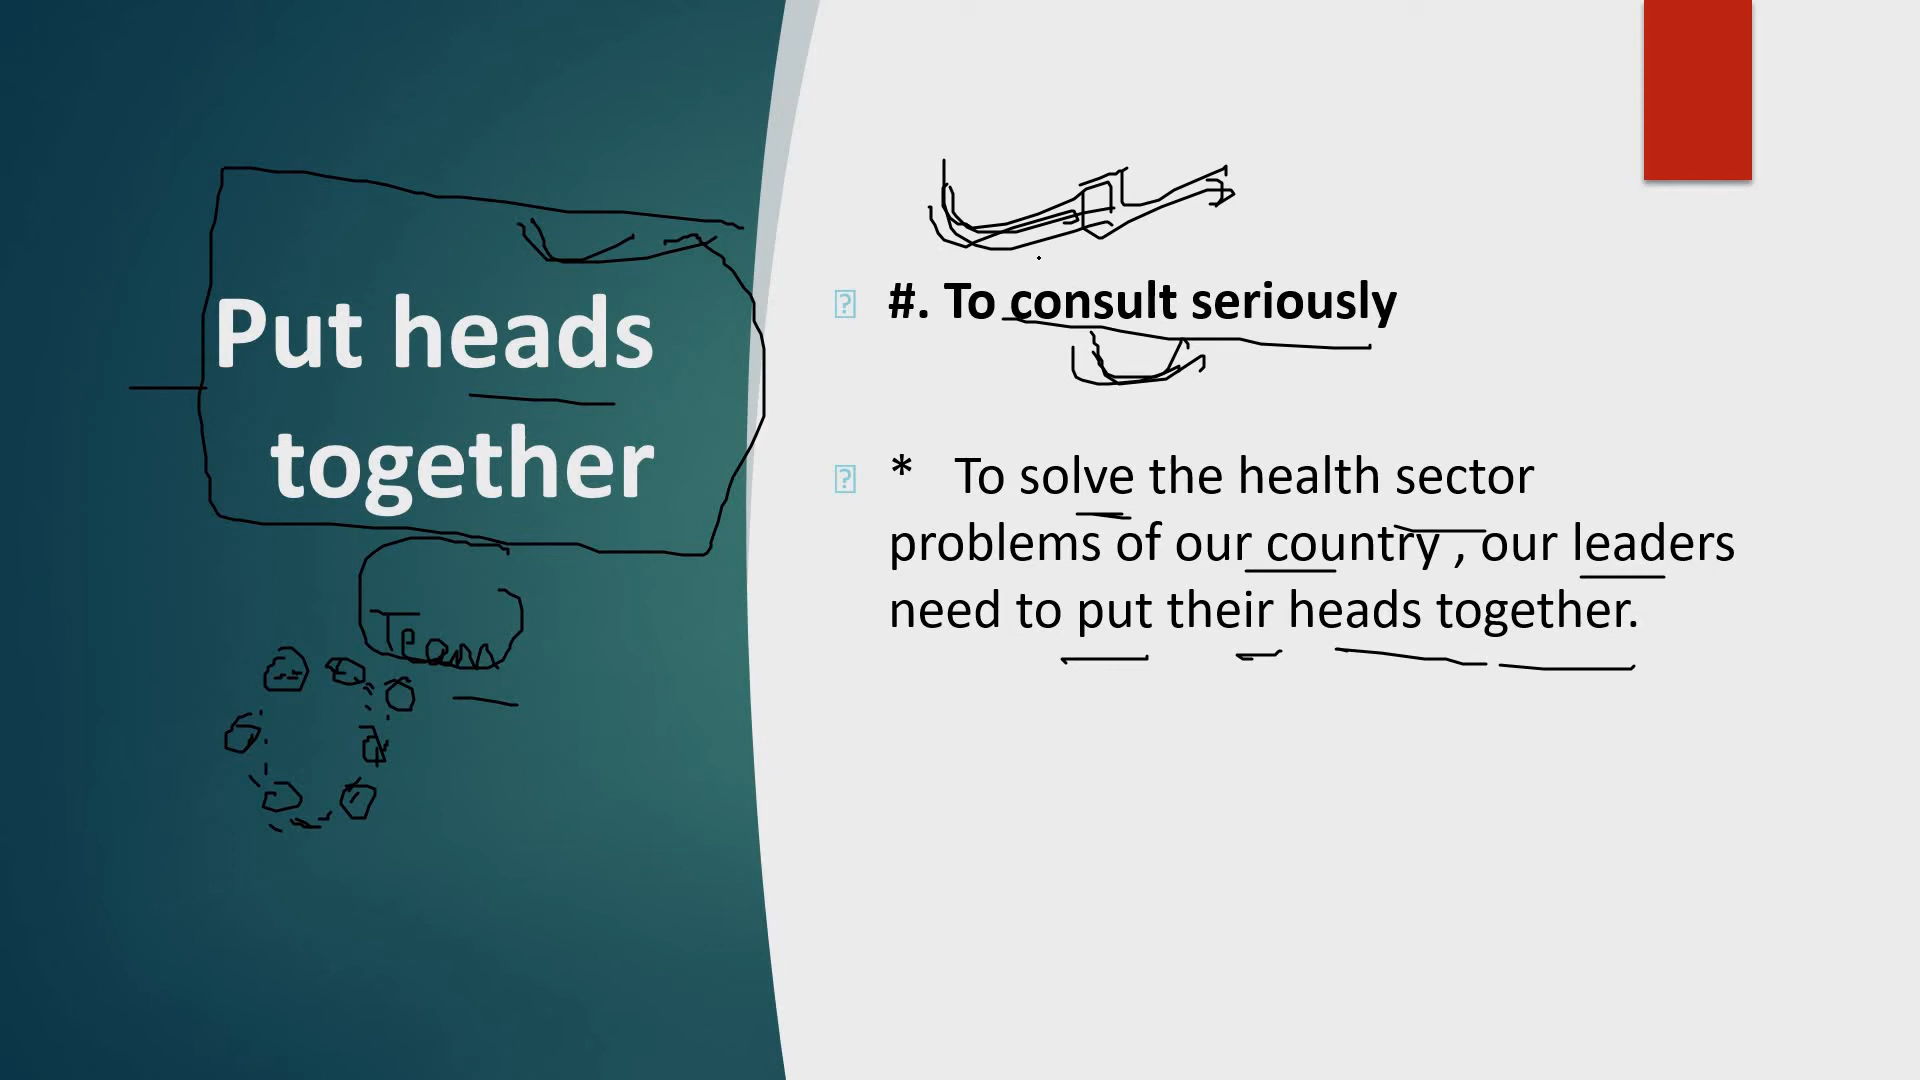 Put heads
together
Team
#. To consult seriously
* To solve the health sector
problems of our country , our leaders
need to put their heads together.